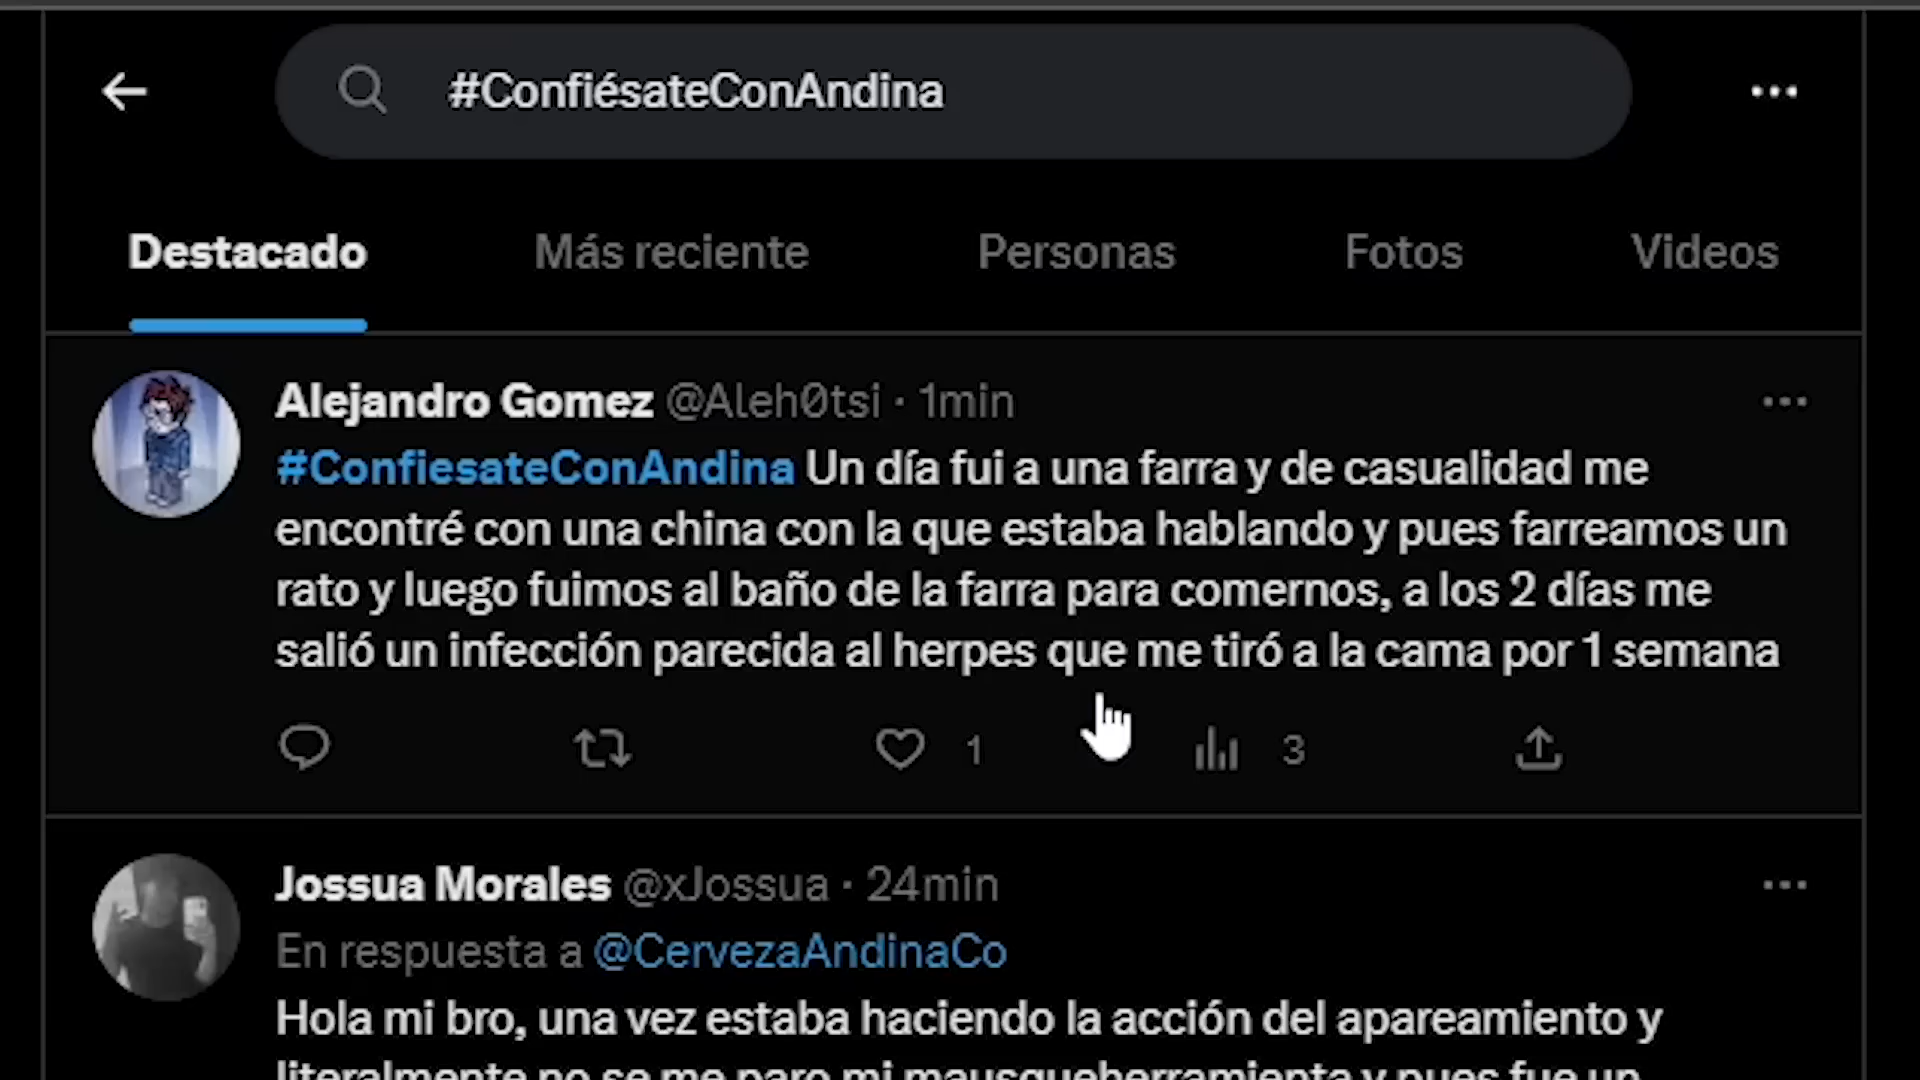 #ConfiésateConAndina
Destacado Más reciente Personas Fotos Videos
Alejandro Gomez @Aleh0tsi · 1min
#ConfiesateConAndina Un día fui a una farra y de casualidad me
encontré con una china con la que estaba hablando y pues farreamos un
rato y luego fuimos al baño de la farra para comernos, a los 2 días me
salió un infección parecida al herpes que me tiró a la cama por 1 semana
1 3
Jossua Morales @xJossua · 24min
En respuesta a @CervezaAndinaCo
Hola mi bro, una vez estaba haciendo la acción del apareamiento y
literalmente no se me paro mi mausqueherramienta y pues fue un